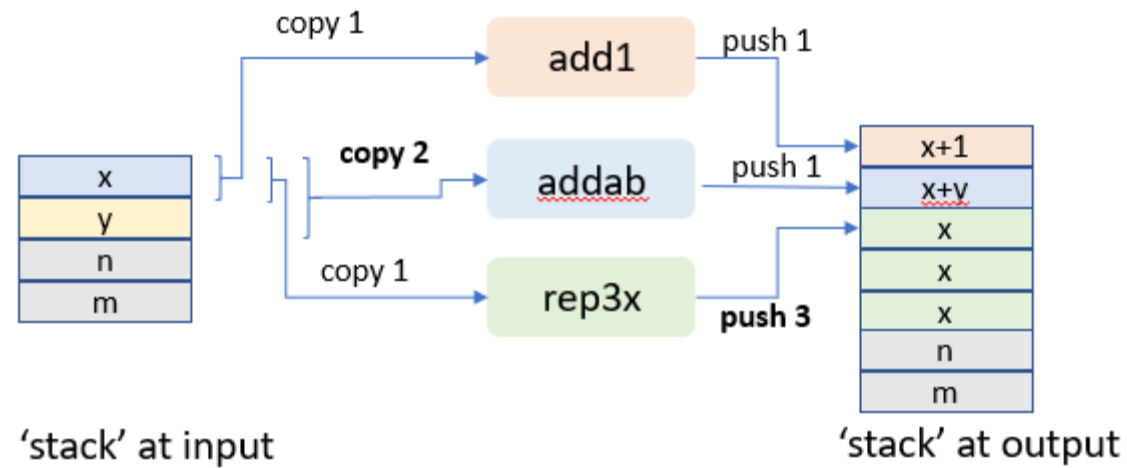 copy 1
add1
push 1
x
y
n
m
copy 2
addab
push 1
copy 1
rep3x
push 3
x+1
x+y
x
x
x
n
m
‘stack’ at input
‘stack’ at output